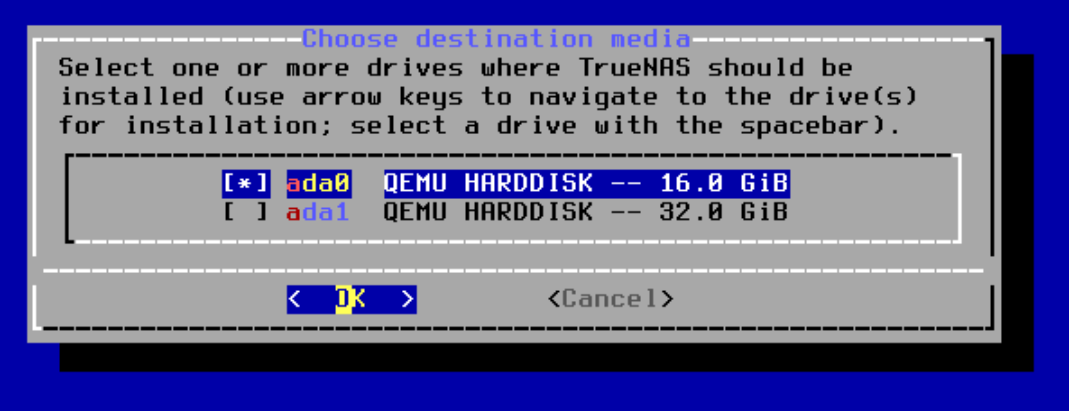 Choose destination media
Select one or more drives where TrueNAS should be
installed (use arrow keys to navigate to the drive(s)
for installation; select a drive with the spacebar).
[*] ada0 QEMU HARDDISK -- 16.0 GiB
[ ] ada1 QEMU HARDDISK -- 32.0 GiB
< OK > <Cancel>